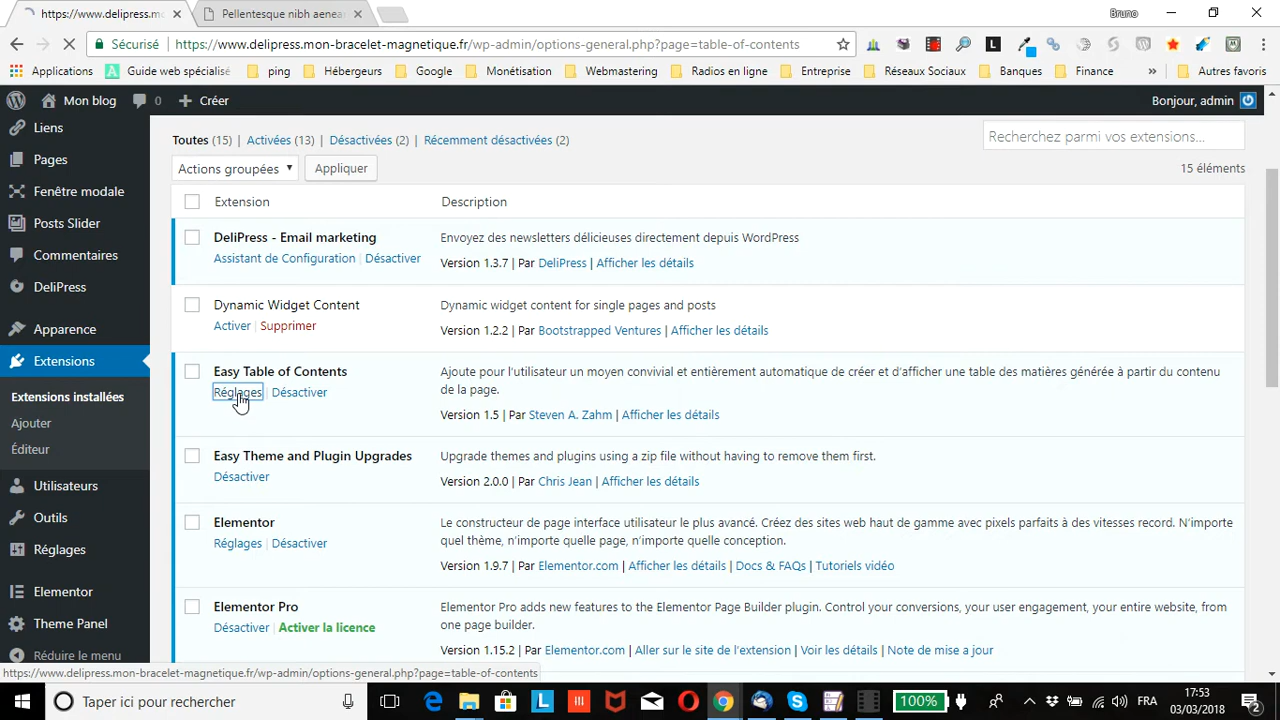 https://www.delipress.mo
Pellentesque nibh aenea
Bruno
Sécurisé
https://www.delipress.mon-bracelet-magnetique.fr/wp-admin/options-general.php?page=table-of-contents
Applications
Guide web spécialisé
ping
Hébergeurs
Google
Monétisation
Webmastering
Radios en ligne
Entreprise
Réseaux Sociaux
Banques
Finance
»
Autres favoris
Mon blog
0
Créer
Bonjour, admin
Liens
Pages
Fenêtre modale
Posts Slider
Commentaires
DeliPress
Apparence
Extensions
Extensions installées
Ajouter
Éditeur
Utilisateurs
Outils
Réglages
Elementor
Theme Panel
Réduire le menu
Toutes (15) | Activées (13) | Désactivées (2) | Récemment désactivées (2)
Recherchez parmi vos extensions...
Actions groupées
Appliquer
15 éléments
Extension
Description
DeliPress - Email marketing
Assistant de Configuration | Désactiver
Envoyez des newsletters délicieuses directement depuis WordPress
Version 1.3.7 | Par DeliPress | Afficher les détails
Dynamic Widget Content
Activer | Supprimer
Dynamic widget content for single pages and posts
Version 1.2.2 | Par Bootstrapped Ventures | Afficher les détails
Easy Table of Contents
Réglages | Désactiver
Ajoute pour l'utilisateur un moyen convivial et entièrement automatique de créer et d'afficher une table des matières générée à partir du contenu
de la page.
Version 1.5 | Par Steven A. Zahm | Afficher les détails
Easy Theme and Plugin Upgrades
Désactiver
Upgrade themes and plugins using a zip file without having to remove them first.
Version 2.0.0 | Par Chris Jean | Afficher les détails
Elementor
Réglages | Désactiver
Le constructeur de page interface utilisateur le plus avancé. Créez des sites web haut de gamme avec pixels parfaits à des vitesses record. N'importe
quel thème, n'importe quelle page, n'importe quelle conception.
Version 1.9.7 | Par Elementor.com | Afficher les détails | Docs & FAQs | Tutoriels vidéo
Elementor Pro
Désactiver | Activer la licence
Elementor Pro adds new features to the Elementor Page Builder plugin. Control your conversions, your user engagement, your entire website, from
one page builder.
Version 1.15.2 | Par Elementor.com | Aller sur le site de l'extension | Voir les détails | Note de mise a jour
https://www.delipress.mon-bracelet-magnetique.fr/wp-admin/options-general.php?page=table-of-contents
Taper ici pour rechercher
100%
FRA
17:53
03/03/2018
2